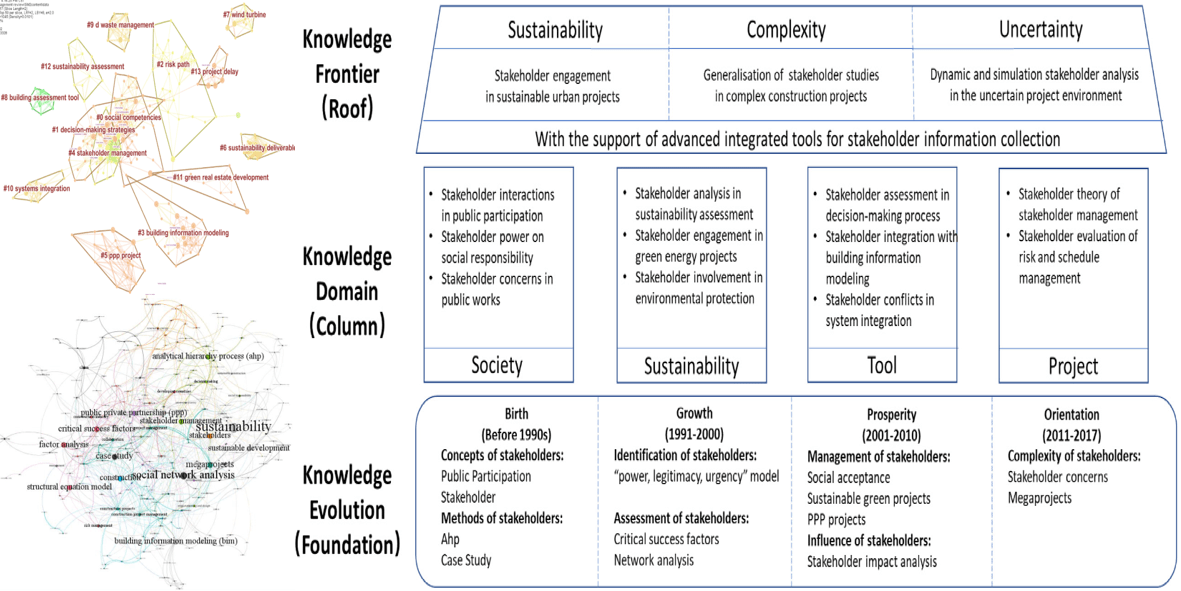 #7 wind turbine
#9 d waste management
#2 risk path
#12 sustainability assessment
#13 project delay
#8 building assessment tool
#0 social competencies
#1 decision-making strategies
#4 stakeholder management
#6 sustainability deliverable
#11 green real estate development
#10 systems integration
#3 building information modeling
#5 ppp project
analytical hierarchy process (ahp)
public private partnership (ppp)
stakeholder management
sustainability
critical success factors
stakeholders
factor analysis
sustainable development
case study
megaprojects
social network analysis
construction
structural equation model
building information modeling (bim)
Knowledge
Frontier
(Roof)
Sustainability
Complexity
Uncertainty
Stakeholder engagement
in sustainable urban projects
Generalisation of stakeholder studies
in complex construction projects
Dynamic and simulation stakeholder analysis
in the uncertain project environment
With the support of advanced integrated tools for stakeholder information collection
Knowledge
Domain
(Column)
• Stakeholder interactions
in public participation
• Stakeholder power on
social responsibility
• Stakeholder concerns in
public works
Society
• Stakeholder analysis in
sustainability assessment
• Stakeholder engagement in
green energy projects
• Stakeholder involvement in
environmental protection
Sustainability
• Stakeholder assessment in
decision-making process
• Stakeholder integration with
building information
modeling
• Stakeholder conflicts in
system integration
Tool
• Stakeholder theory of
stakeholder management
• Stakeholder evaluation of
risk and schedule
management
Project
Knowledge
Evolution
(Foundation)
Birth
(Before 1990s)
Concepts of stakeholders:
Public Participation
Stakeholder
Methods of stakeholders:
Ahp
Case Study
Growth
(1991-2000)
Identification of stakeholders:
“power, legitimacy, urgency” model
Assessment of stakeholders:
Critical success factors
Network analysis
Prosperity
(2001-2010)
Management of stakeholders:
Social acceptance
Sustainable green projects
PPP projects
Influence of stakeholders:
Stakeholder impact analysis
Orientation
(2011-2017)
Complexity of stakeholders:
Stakeholder concerns
Megaprojects